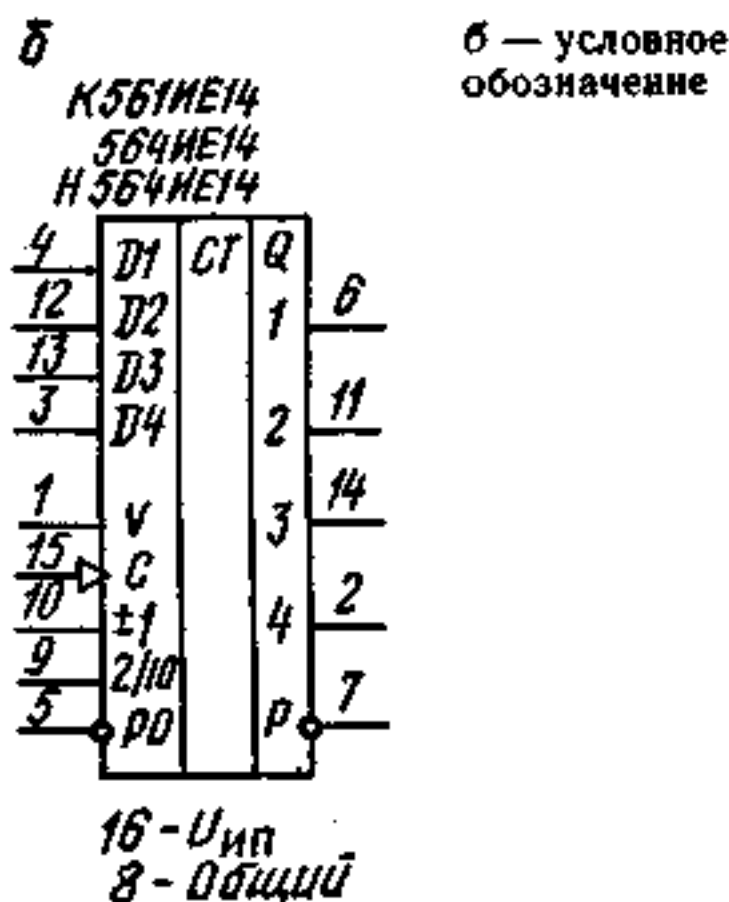 б
б — условное
обозначение
К561ИЕ14
564ИЕ14
Н564ИЕ14
4 D1 СТ Q
12 D2 1 6
13 D3
3 D4 2 11
1 V 3 14
15 C
10 ±1 4 2
9 2/10
5 P0 P 7
16 - Uип
8 - Общий